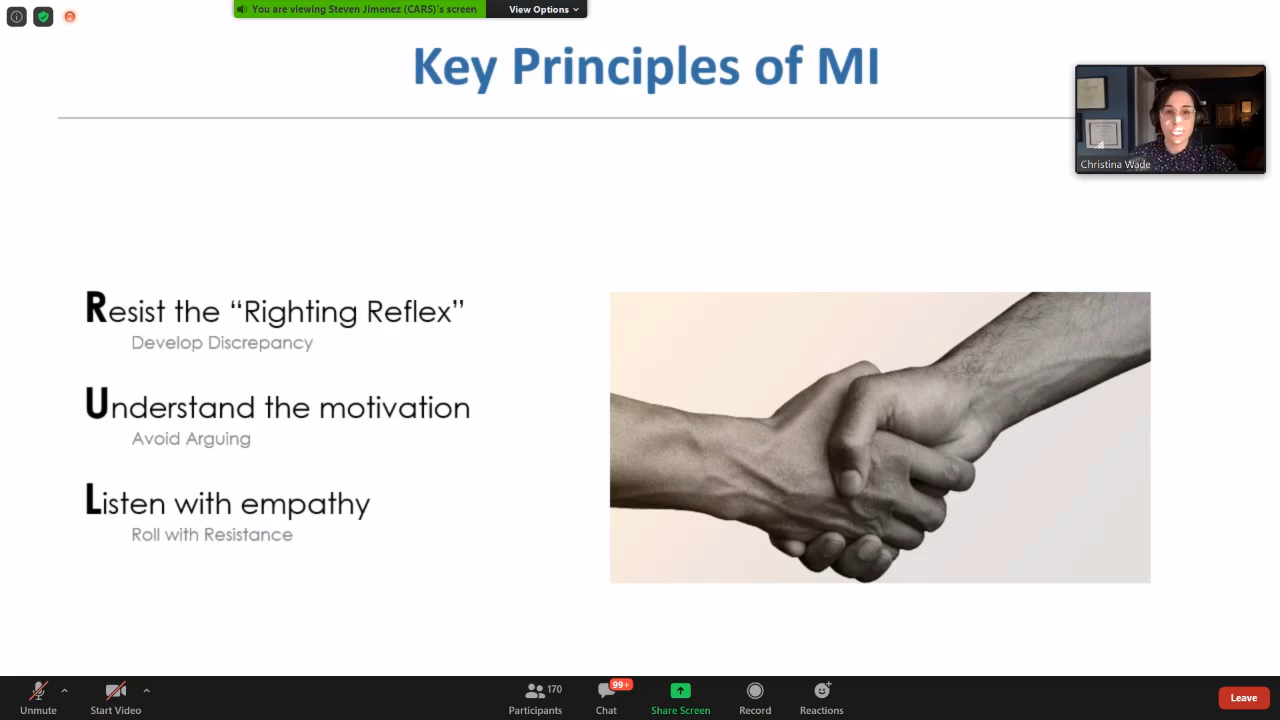 You are viewing Steven Jimenez (CARS)'s screen
View Options
Key Principles of MI
Christina Wade
Resist the “Righting Reflex”
Develop Discrepancy
Understand the motivation
Avoid Arguing
Listen with empathy
Roll with Resistance
Unmute
Start Video
170
Participants
99+
Chat
Share Screen
Record
Reactions
Leave